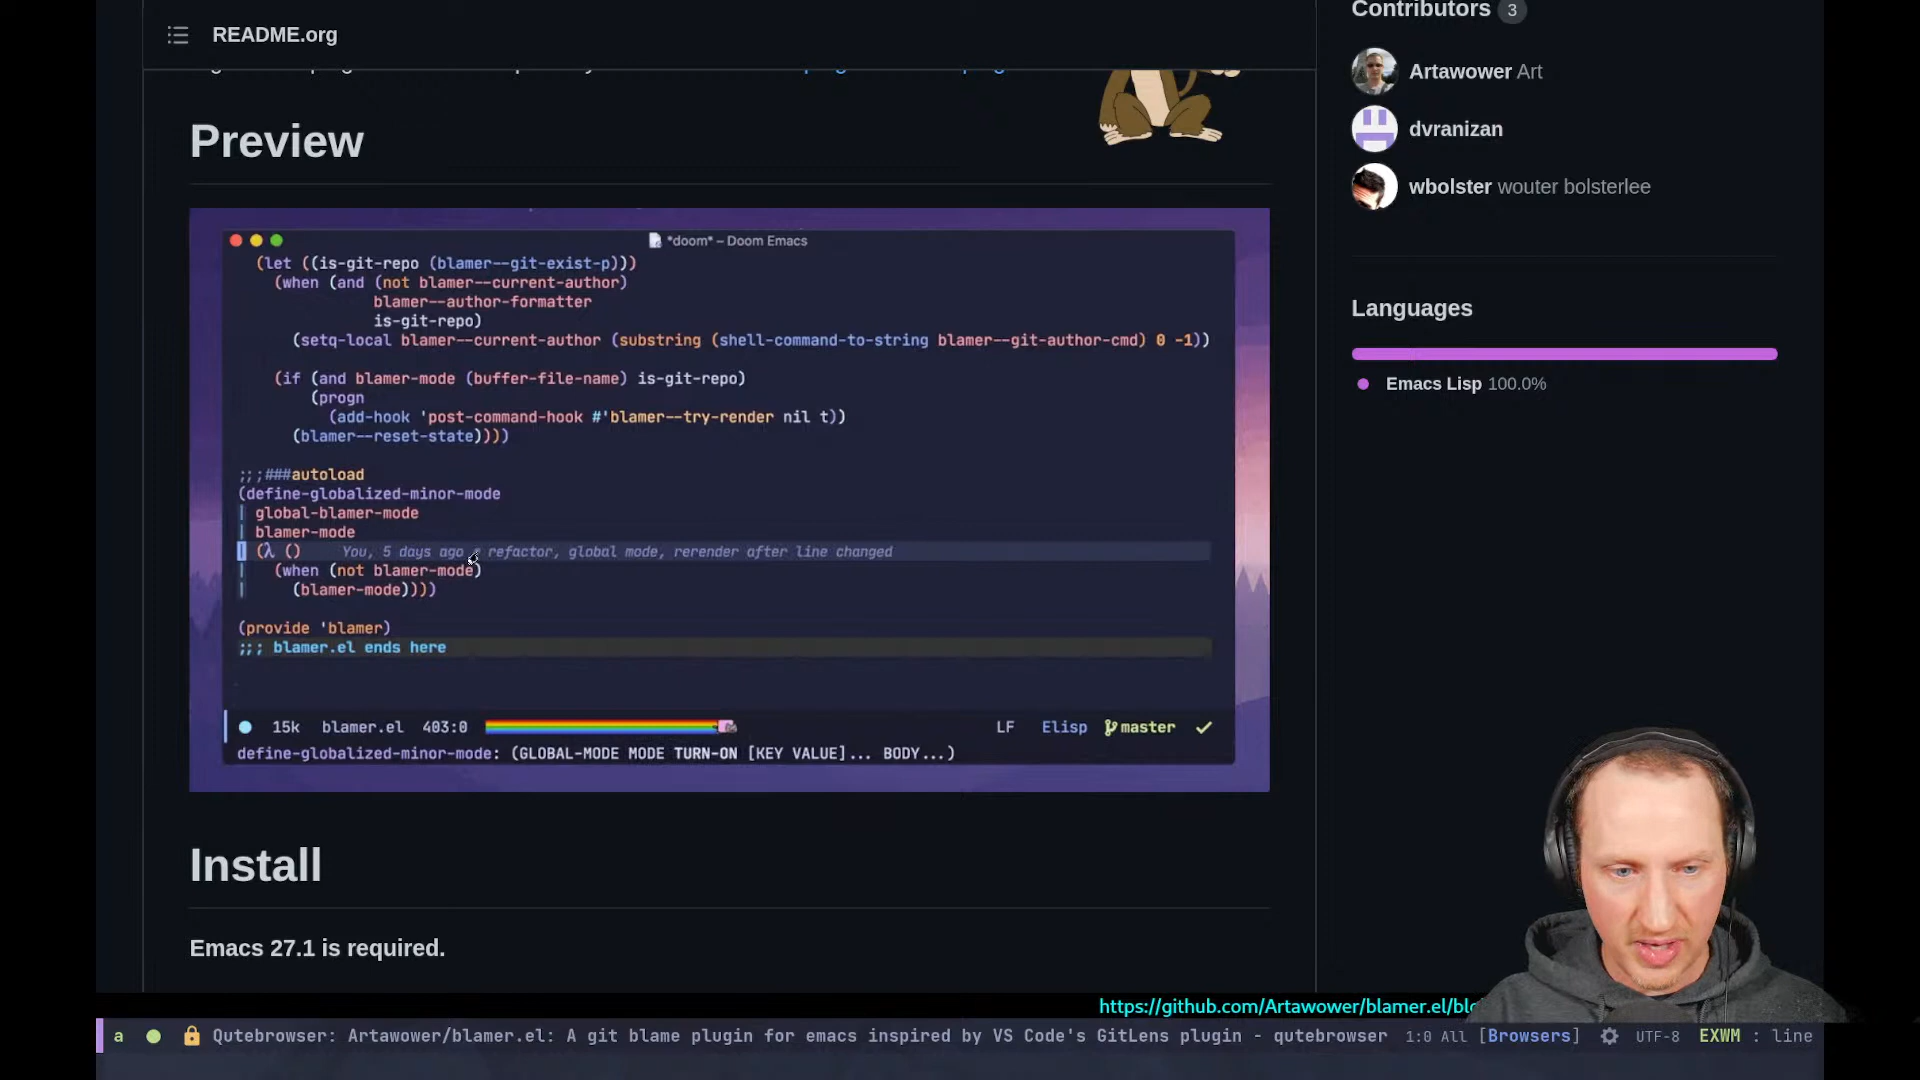 README.org
Preview
*doom* – Doom Emacs
(let ((is-git-repo (blamer--git-exist-p)))
(when (and (not blamer--current-author)
blamer--author-formatter
is-git-repo)
(setq-local blamer--current-author (substring (shell-command-to-string blamer--git-author-cmd) 0 -1))
(if (and blamer-mode (buffer-file-name) is-git-repo)
(progn
(add-hook 'post-command-hook #'blamer--try-render nil t))
(blamer--reset-state))))
;;;###autoload
(define-globalized-minor-mode
global-blamer-mode
blamer-mode
(λ () You, 5 days ago • refactor, global mode, rerender after line changed
(when (not blamer-mode)
(blamer-mode))))
(provide 'blamer)
;;; blamer.el ends here
15k blamer.el 403:0 LF Elisp master
define-globalized-minor-mode: (GLOBAL-MODE MODE TURN-ON [KEY VALUE]... BODY...)
Install
Emacs 27.1 is required.
Contributors 3
Artawower Art
dvranizan
wbolster wouter bolsterlee
Languages
Emacs Lisp 100.0%
https://github.com/Artawower/blamer.el/blo
a Qutebrowser: Artawower/blamer.el: A git blame plugin for emacs inspired by VS Code's GitLens plugin - qutebrowser 1:0 All [Browsers] UTF-8 EXWM : line